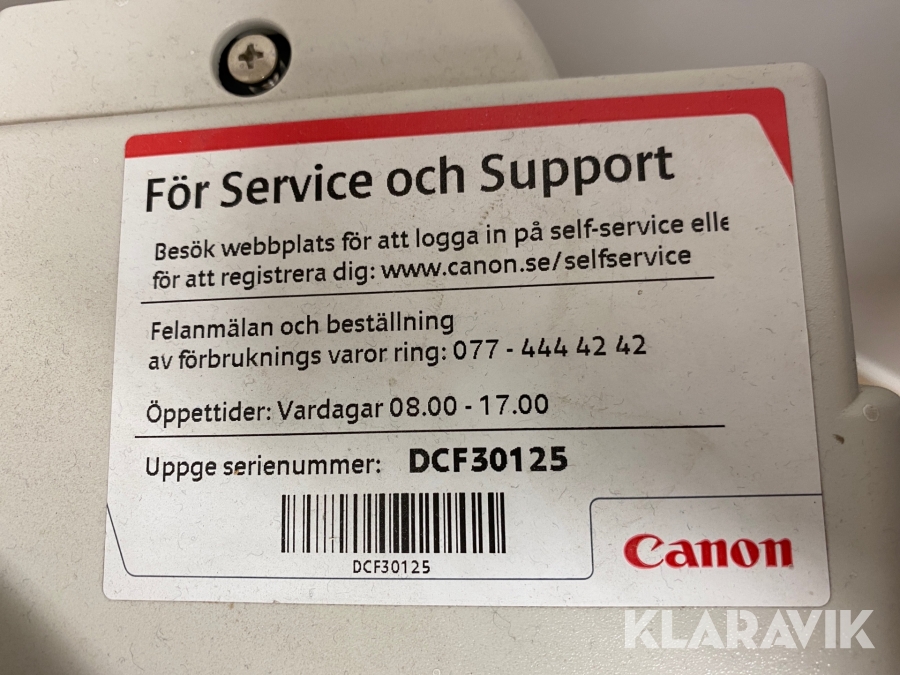 För Service och Support
Besök webbplats för att logga in på self-service elle
för att registrera dig: www.canon.se/selfservice
Felanmälan och beställning
av förbruknings varor ring: 077 - 444 42 42
Öppettider: Vardagar 08.00 - 17.00
Uppge serienummer: DCF30125
DCF30125
Canon
KLARAVIK